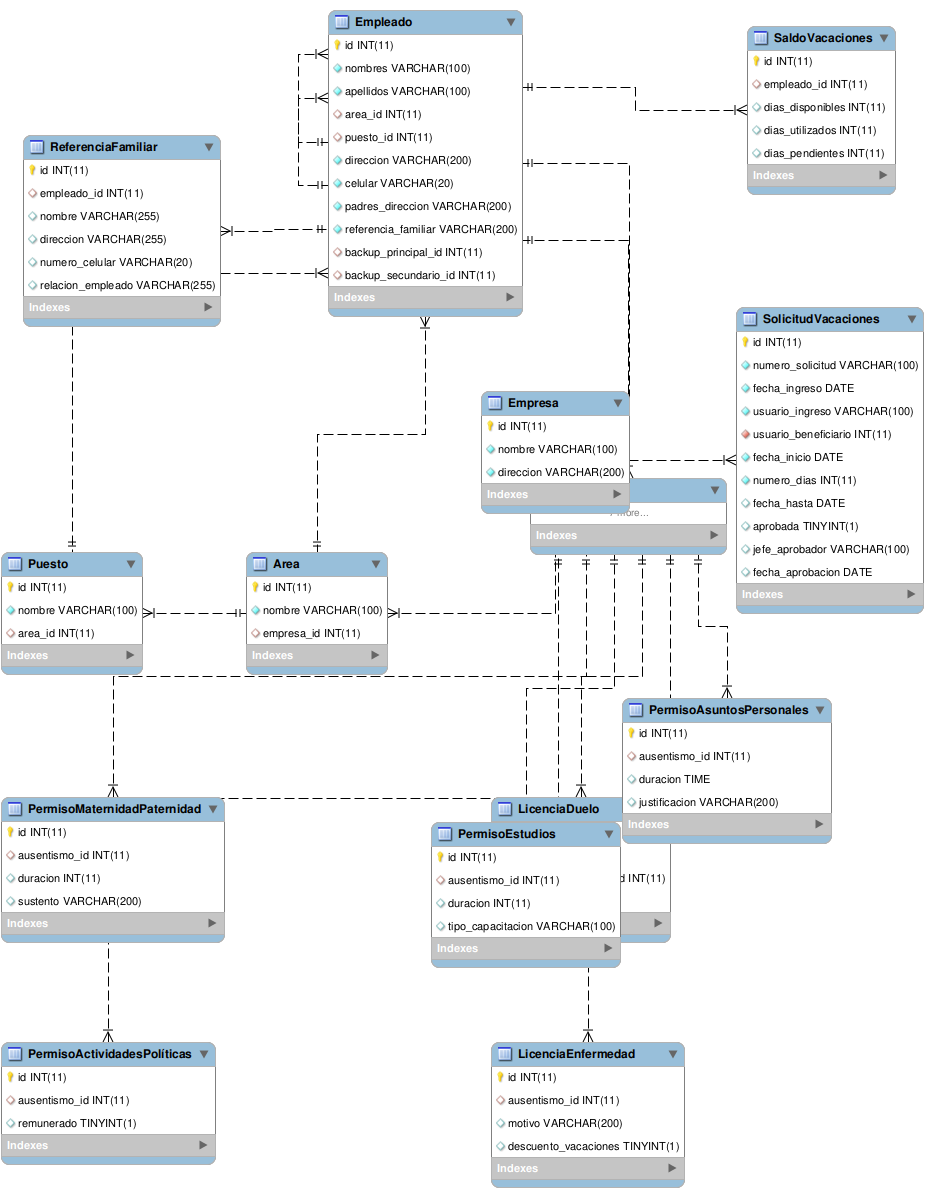 Empleado
id INT(11)
nombres VARCHAR(100)
apellidos VARCHAR(100)
area_id INT(11)
puesto_id INT(11)
direccion VARCHAR(200)
celular VARCHAR(20)
padres_direccion VARCHAR(200)
referencia_familiar VARCHAR(200)
backup_principal_id INT(11)
backup_secundario_id INT(11)
Indexes
SaldoVacaciones
id INT(11)
empleado_id INT(11)
dias_disponibles INT(11)
dias_utilizados INT(11)
dias_pendientes INT(11)
Indexes
ReferenciaFamiliar
id INT(11)
empleado_id INT(11)
nombre VARCHAR(255)
direccion VARCHAR(255)
numero_celular VARCHAR(20)
relacion_empleado VARCHAR(255)
Indexes
SolicitudVacaciones
id INT(11)
numero_solicitud VARCHAR(100)
fecha_ingreso DATE
usuario_ingreso VARCHAR(100)
usuario_beneficiario INT(11)
fecha_inicio DATE
numero_dias INT(11)
fecha_hasta DATE
aprobada TINYINT(1)
jefe_aprobador VARCHAR(100)
fecha_aprobacion DATE
Indexes
Empresa
id INT(11)
nombre VARCHAR(100)
direccion VARCHAR(200)
Indexes
Indexes
Puesto
id INT(11)
nombre VARCHAR(100)
area_id INT(11)
Indexes
Area
id INT(11)
nombre VARCHAR(100)
empresa_id INT(11)
Indexes
PermisoAsuntosPersonales
id INT(11)
ausentismo_id INT(11)
duracion TIME
justificacion VARCHAR(200)
Indexes
PermisoMaternidadPaternidad
id INT(11)
ausentismo_id INT(11)
duracion INT(11)
sustento VARCHAR(200)
Indexes
LicenciaDuelo
INT(11)
PermisoEstudios
id INT(11)
ausentismo_id INT(11)
duracion INT(11)
tipo_capacitacion VARCHAR(100)
Indexes
PermisoActividadesPolíticas
id INT(11)
ausentismo_id INT(11)
remunerado TINYINT(1)
Indexes
LicenciaEnfermedad
id INT(11)
ausentismo_id INT(11)
motivo VARCHAR(200)
descuento_vacaciones TINYINT(1)
Indexes